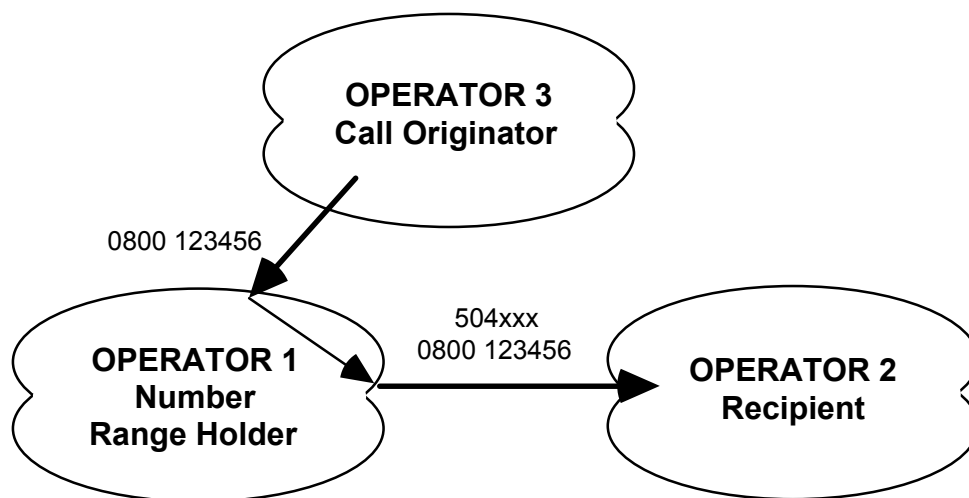 OPERATOR 3
Call Originator
0800 123456
504xxx
0800 123456
OPERATOR 1
Number
Range Holder
OPERATOR 2
Recipient